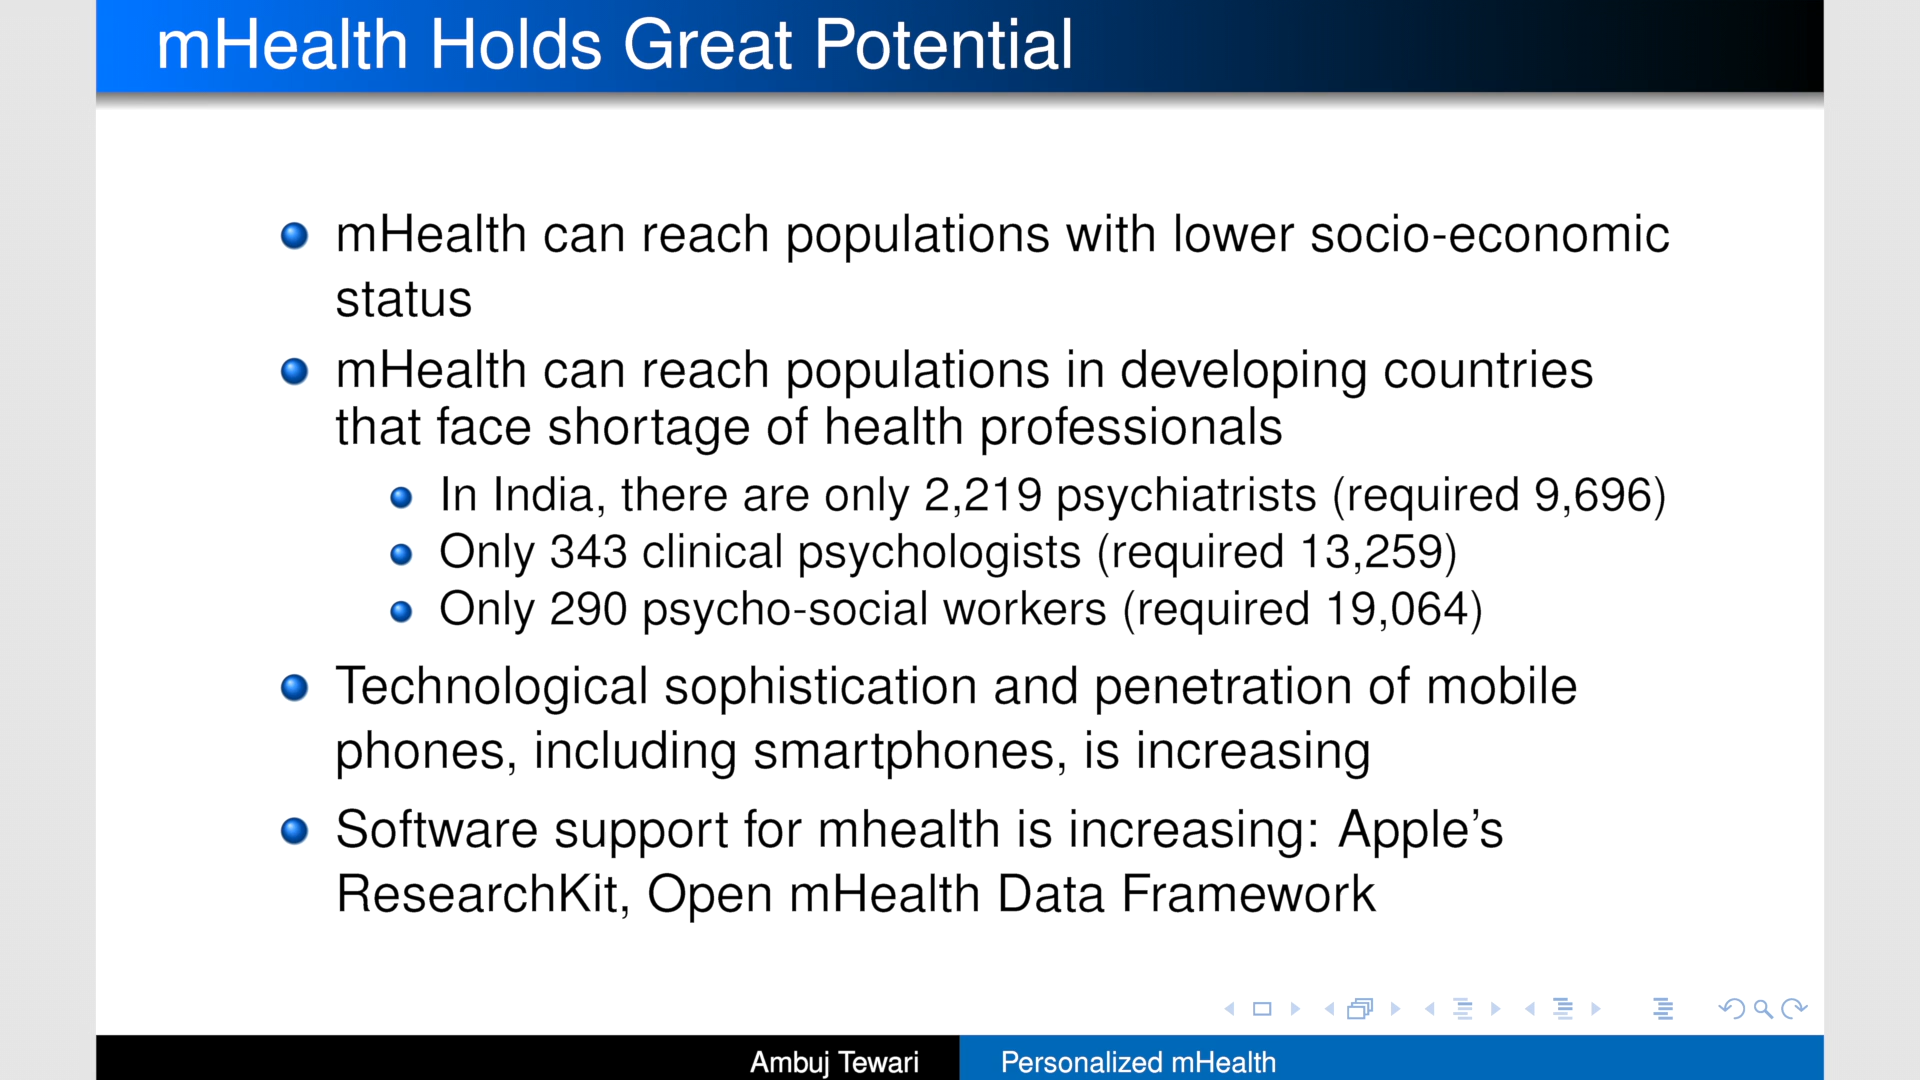 mHealth Holds Great Potential
mHealth can reach populations with lower socio-economic
status
mHealth can reach populations in developing countries
that face shortage of health professionals
In India, there are only 2,219 psychiatrists (required 9,696)
Only 343 clinical psychologists (required 13,259)
Only 290 psycho-social workers (required 19,064)
Technological sophistication and penetration of mobile
phones, including smartphones, is increasing
Software support for mhealth is increasing: Apple’s
ResearchKit, Open mHealth Data Framework
Ambuj Tewari
Personalized mHealth